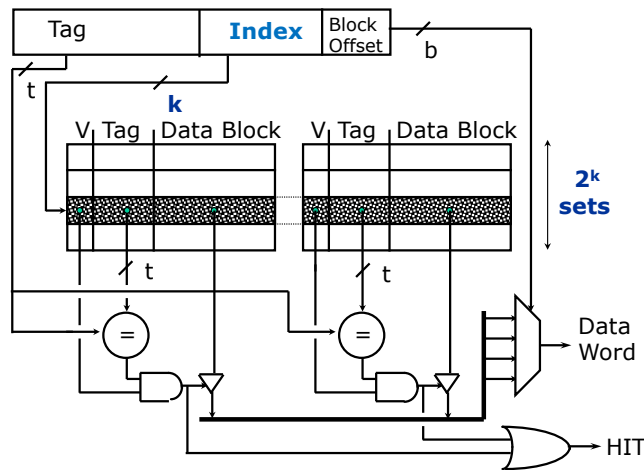 Tag
Index
Block
Offset
t
k
b
V Tag Data Block
V Tag Data Block
2ᵏ
sets
t
t
=
=
Data
Word
HIT